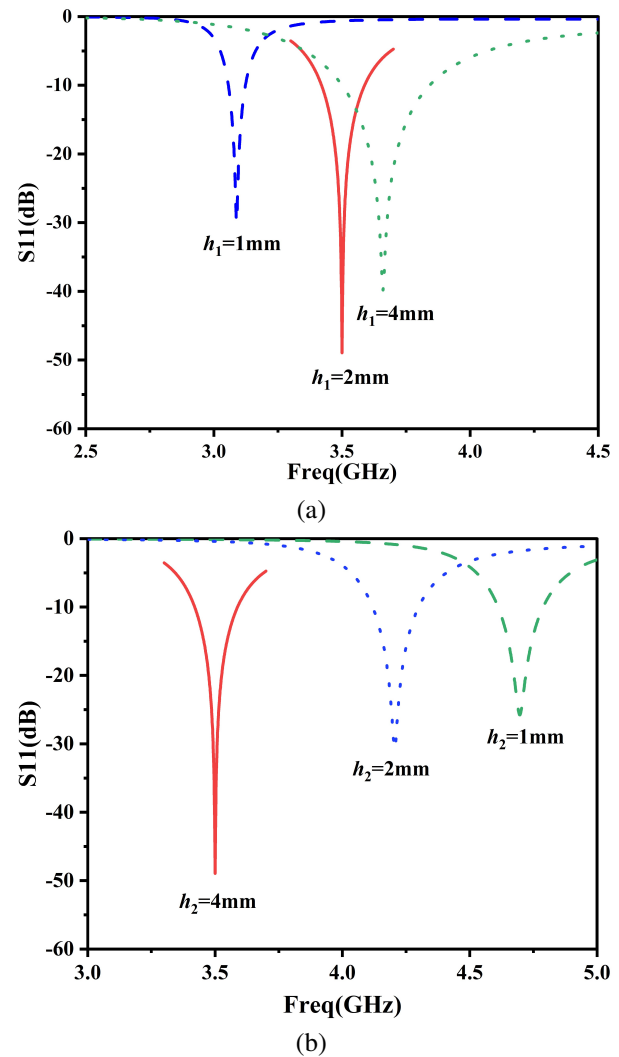 0
-10
-20
-30
-40
-50
-60
S11(dB)
h₁=1mm
h₁=4mm
h₁=2mm
2.5 3.0 3.5 4.0 4.5
Freq(GHz)
(a)
0
-10
-20
-30
-40
-50
-60
S11(dB)
h₂=1mm
h₂=2mm
h₂=4mm
3.0 3.5 4.0 4.5 5.0
Freq(GHz)
(b)